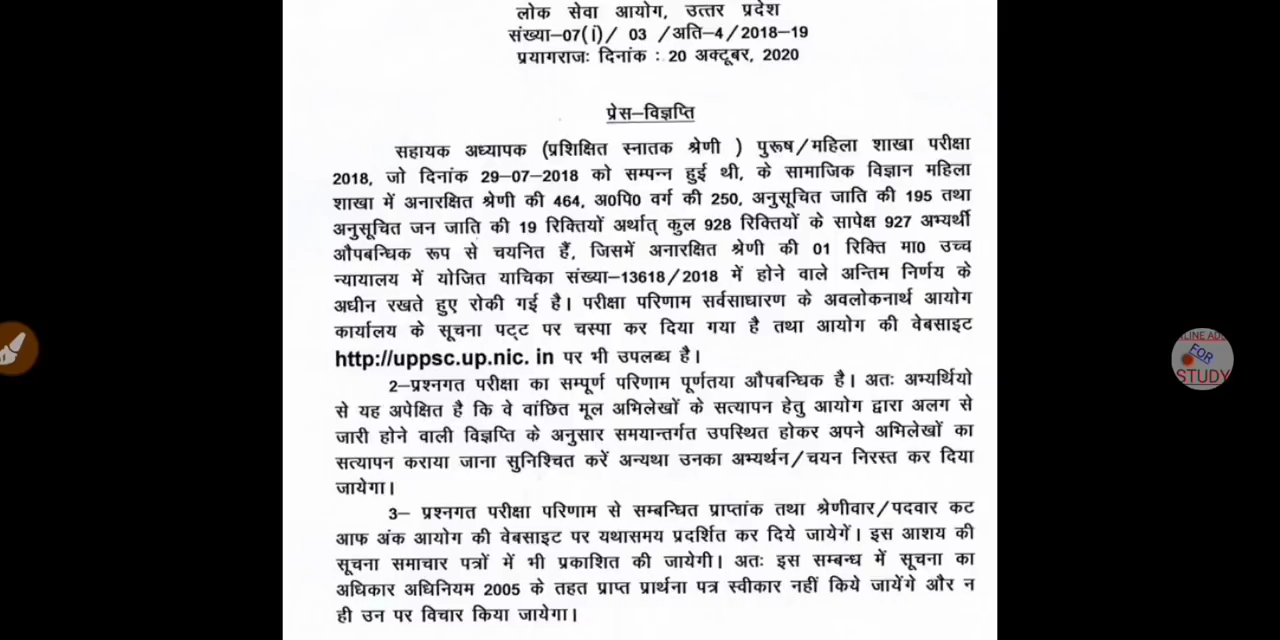 लोक सेवा आयोग, उत्तर प्रदेश
संख्या–07(i)/ 03 /अति–4/2018-19
प्रयागराजः दिनांक : 20 अक्टूबर, 2020
प्रेस–विज्ञप्ति
सहायक अध्यापक (प्रशिक्षित स्नातक श्रेणी ) पुरूष/महिला शाखा परीक्षा
2018, जो दिनांक 29-07-2018 को सम्पन्न हुई थी, के सामाजिक विज्ञान महिला
शाखा में अनारक्षित श्रेणी की 464, अ0पि0 वर्ग की 250, अनुसूचित जाति की 195 तथा
अनुसूचित जन जाति की 19 रिक्तियों अर्थात् कुल 928 रिक्तियों के सापेक्ष 927 अभ्यर्थी
औपबन्धिक रूप से चयनित हैं, जिसमें अनारक्षित श्रेणी की 01 रिक्ति मा0 उच्च
न्यायालय में योजित याचिका संख्या–13618/2018 में होने वाले अन्तिम निर्णय के
अधीन रखते हुए रोकी गई है। परीक्षा परिणाम सर्वसाधारण के अवलोकनार्थ आयोग
कार्यालय के सूचना पट्ट पर चस्पा कर दिया गया है तथा आयोग की वेबसाइट
http://uppsc.up.nic. in पर भी उपलब्ध है।
2–प्रश्नगत परीक्षा का सम्पूर्ण परिणाम पूर्णतया औपबन्धिक है। अतः अभ्यर्थियो
से यह अपेक्षित है कि वे वांछित मूल अभिलेखों के सत्यापन हेतु आयोग द्वारा अलग से
जारी होने वाली विज्ञप्ति के अनुसार समयान्तर्गत उपस्थित होकर अपने अभिलेखों का
सत्यापन कराया जाना सुनिश्चित करें अन्यथा उनका अभ्यर्थन/चयन निरस्त कर दिया
जायेगा।
3– प्रश्नगत परीक्षा परिणाम से सम्बन्धित प्राप्तांक तथा श्रेणीवार/पदवार कट
आफ अंक आयोग की वेबसाइट पर यथासमय प्रदर्शित कर दिये जायेगें। इस आशय की
सूचना समाचार पत्रों में भी प्रकाशित की जायेगी। अतः इस सम्बन्ध में सूचना का
अधिकार अधिनियम 2005 के तहत प्राप्त प्रार्थना पत्र स्वीकार नहीं किये जायेंगे और न
ही उन पर विचार किया जायेगा।
FOR
STUDY